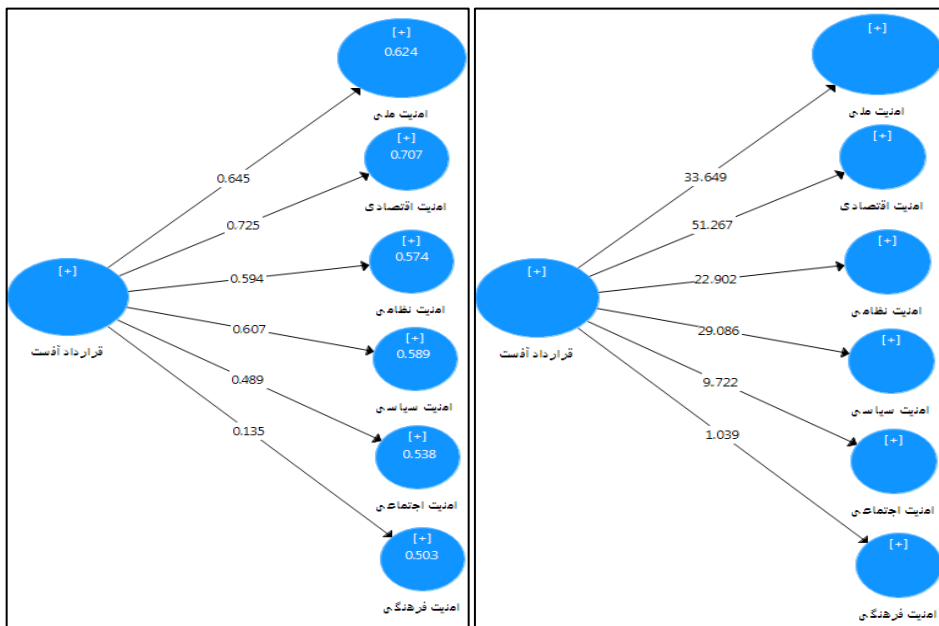 [+]
0.624
امنیت ملی
[+]
0.707
امنیت اقتصادی
[+]
0.574
امنیت نظامی
[+]
0.589
امنیت سیاسی
[+]
0.538
امنیت اجتماعی
[+]
0.503
امنیت فرهنگی
0.645
0.725
0.594
0.607
0.489
0.135
[+]
قرارداد آفست
[+]
امنیت ملی
[+]
امنیت اقتصادی
[+]
امنیت نظامی
[+]
امنیت سیاسی
[+]
امنیت اجتماعی
[+]
امنیت فرهنگی
33.649
51.267
22.902
29.086
9.722
1.039
[+]
قرارداد آفست